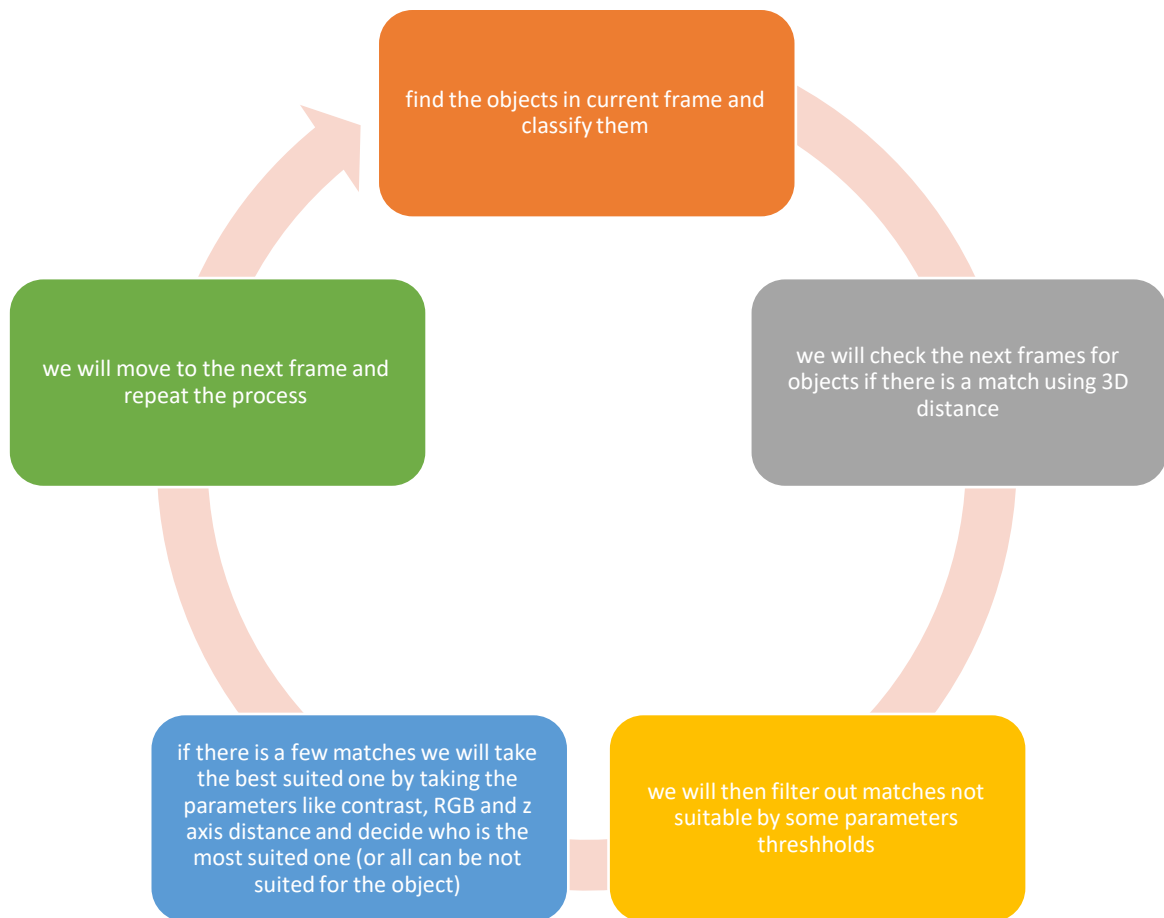 find the objects in current frame and
classify them
we will check the next frames for
objects if there is a match using 3D
distance
we will then filter out matches not
suitable by some parameters
threshholds
if there is a few matches we will take
the best suited one by taking the
parameters like contrast, RGB and z
axis distance and decide who is the
most suited one (or all can be not
suited for the object)
we will move to the next frame and
repeat the process